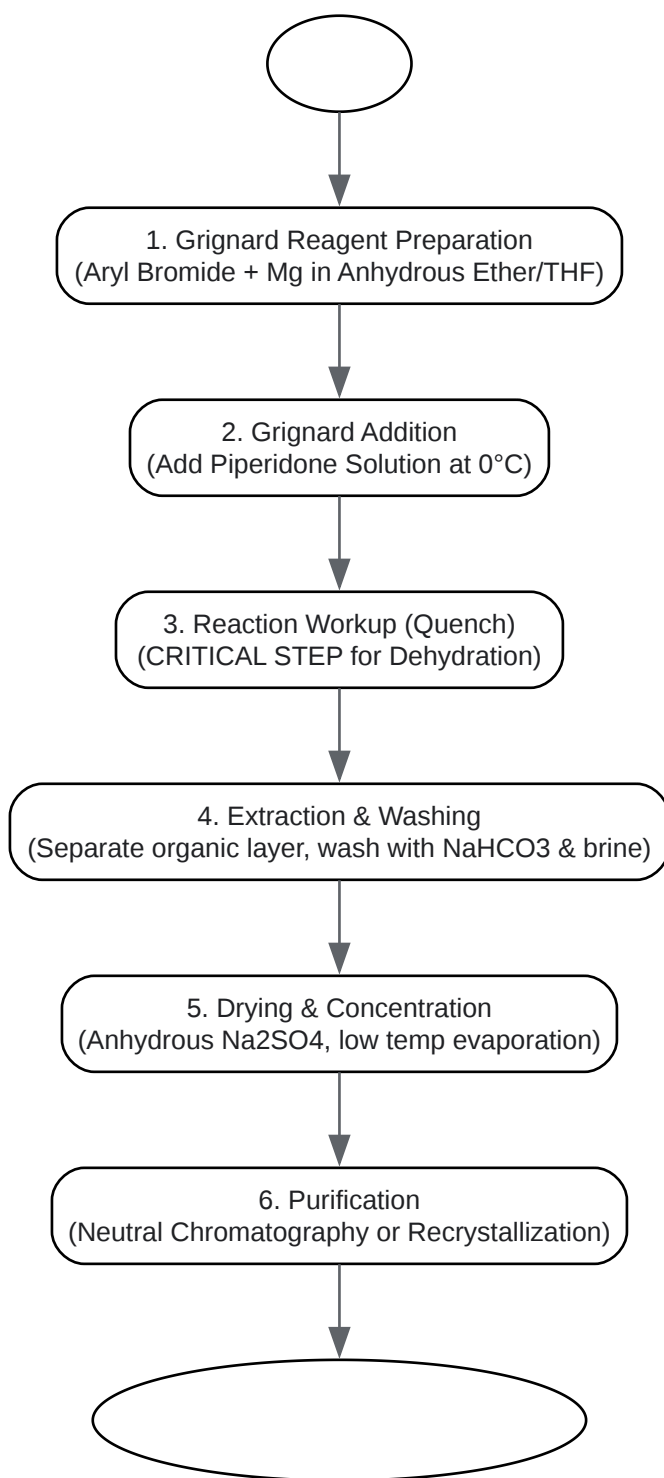 1. Grignard Reagent Preparation
(Aryl Bromide + Mg in Anhydrous Ether/THF)
2. Grignard Addition
(Add Piperidone Solution at 0°C)
3. Reaction Workup (Quench)
(CRITICAL STEP for Dehydration)
4. Extraction & Washing
(Separate organic layer, wash with NaHCO3 & brine)
5. Drying & Concentration
(Anhydrous Na2SO4, low temp evaporation)
6. Purification
(Neutral Chromatography or Recrystallization)